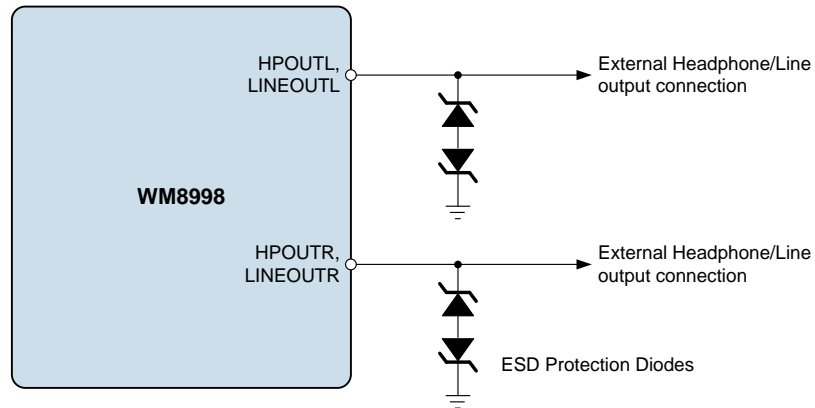 HPOUTL,
LINEOUTL
External Headphone/Line
output connection
WM8998
HPOUTR,
LINEOUTR
External Headphone/Line
output connection
ESD Protection Diodes